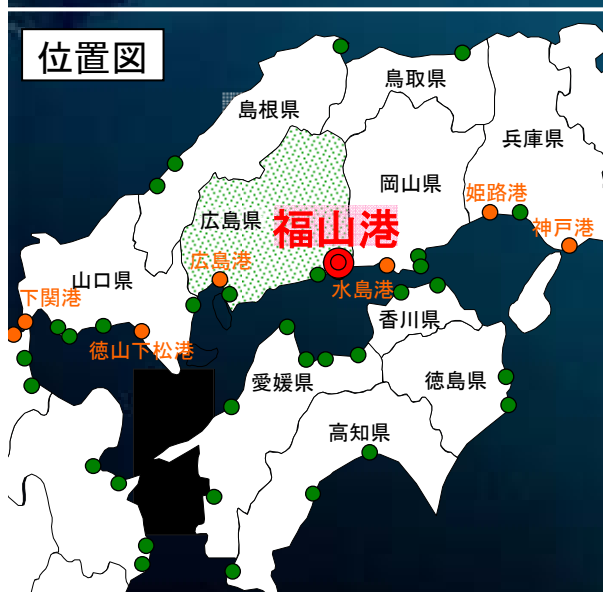 位置図
鳥取県
島根県
兵庫県
岡山県
姫路港
広島県
福山港
神戸港
広島港
山口県
水島港
下関港
香川県
徳山下松港
愛媛県
徳島県
高知県